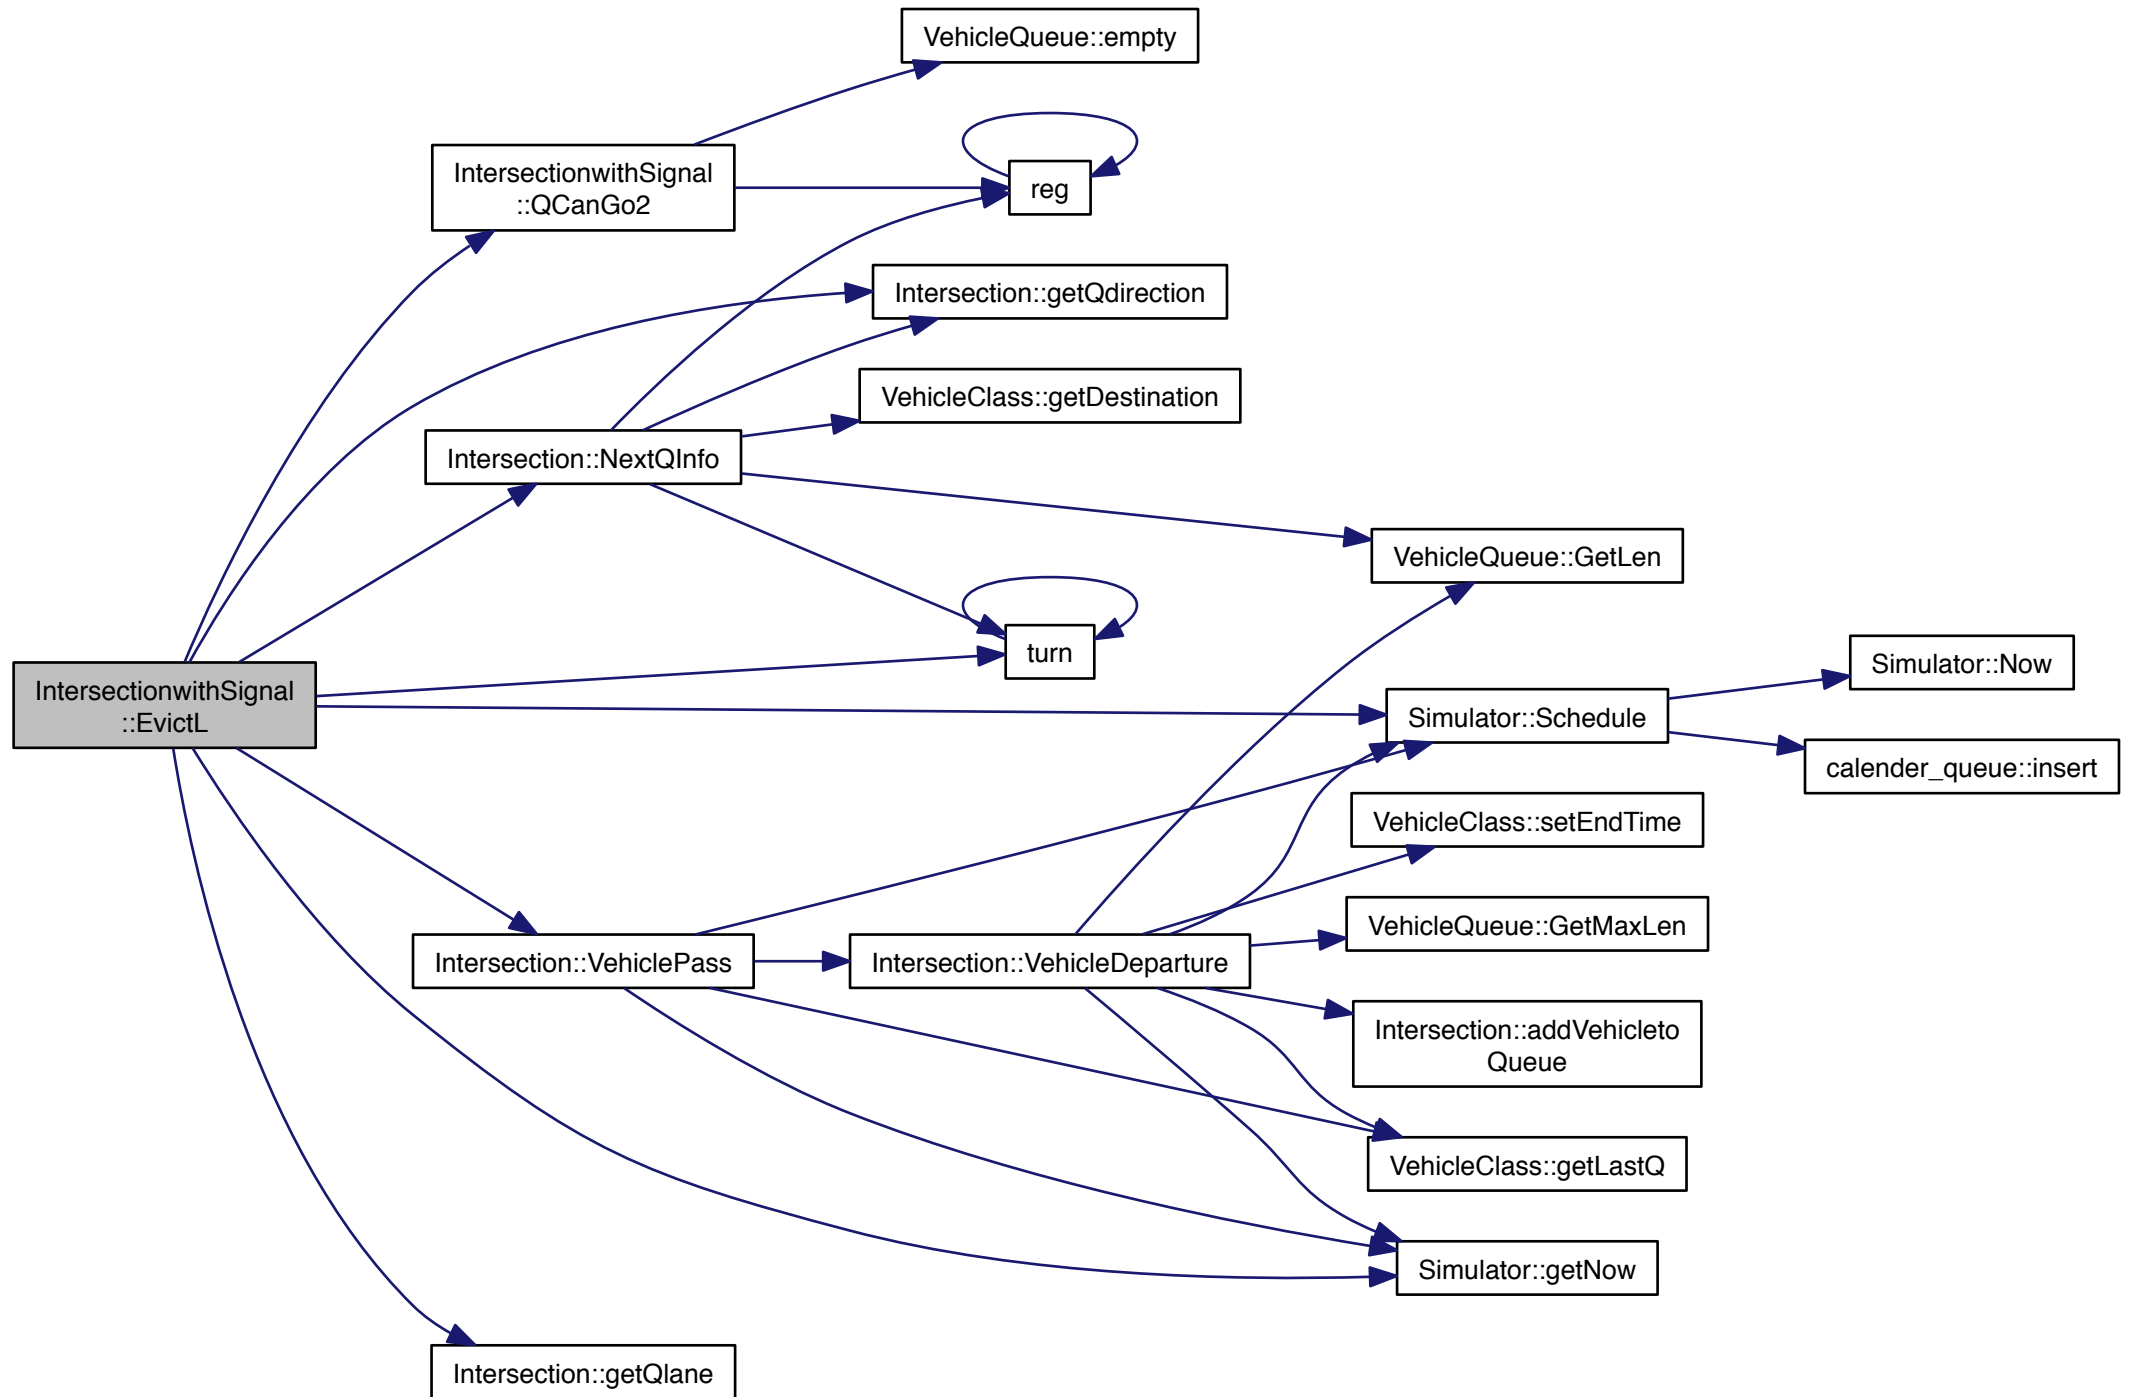 VehicleQueue::empty
IntersectionwithSignal
::QCanGo2
reg
Intersection::getQdirection
VehicleClass::getDestination
Intersection::NextQInfo
VehicleQueue::GetLen
turn
Simulator::Now
IntersectionwithSignal
::EvictL
Simulator::Schedule
calender_queue::insert
VehicleClass::setEndTime
VehicleQueue::GetMaxLen
Intersection::VehiclePass
Intersection::VehicleDeparture
Intersection::addVehicleto
Queue
VehicleClass::getLastQ
Simulator::getNow
Intersection::getQlane